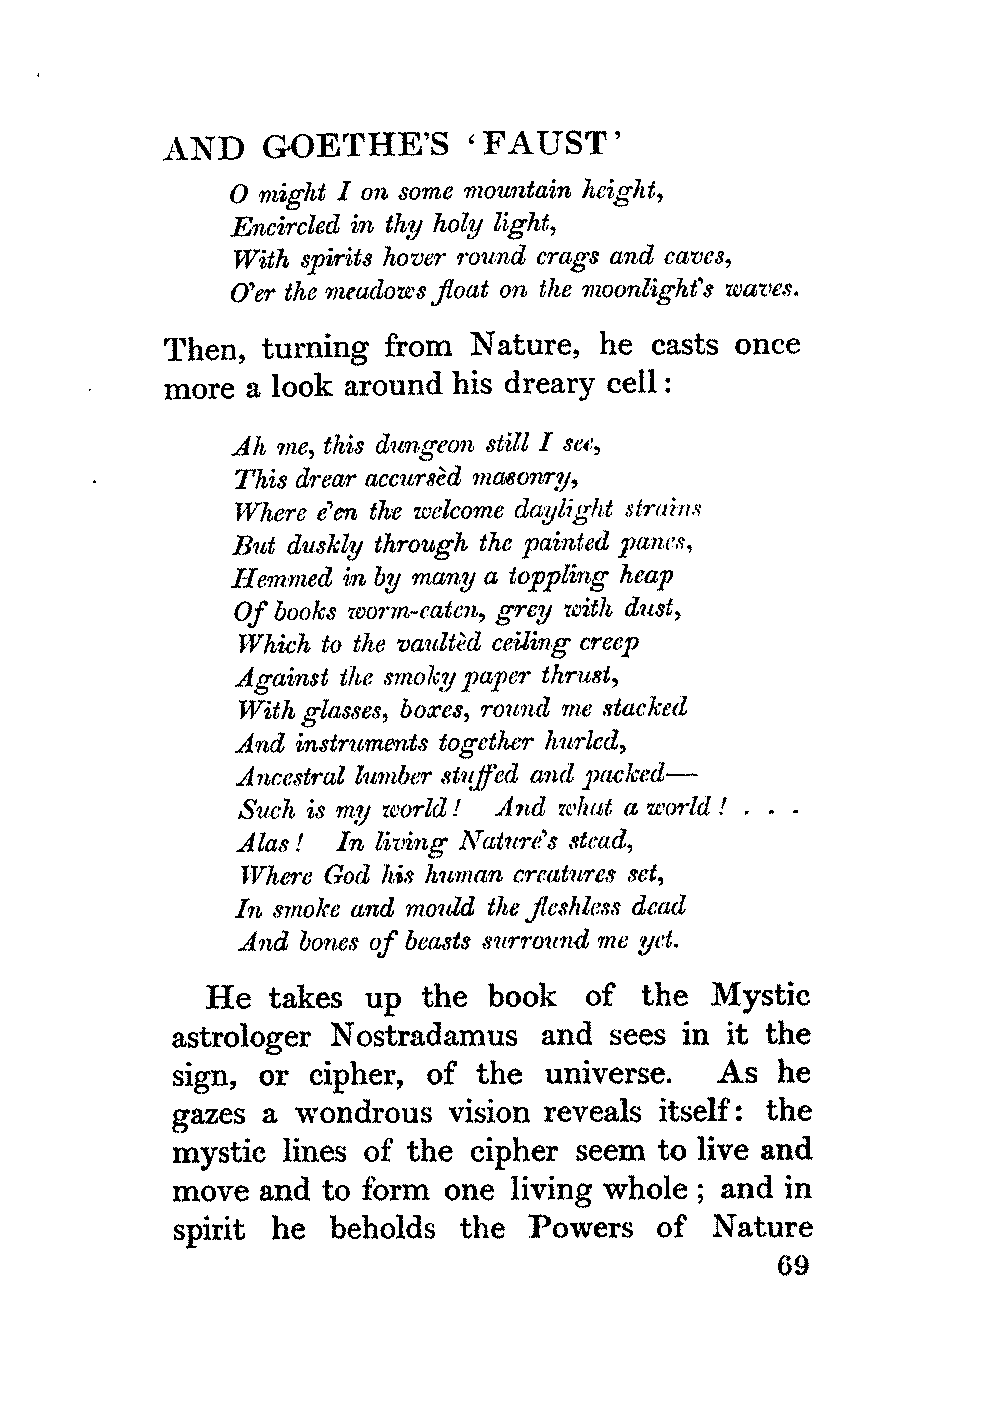 AND GOETHE'S ‘FAUST’
O might I on some mountain height,
Encircled in thy holy light,
With spirits hover round crags and caves,
O'er the meadows float on the moonlight's waves.
Then, turning from Nature, he casts once
more a look around his dreary cell:
Ah me, this dungeon still I see,
This drear accursèd masonry,
Where e'en the welcome daylight strains
But duskly through the painted panes,
Hemmed in by many a toppling heap
Of books worm-eaten, grey with dust,
Which to the vaultèd ceiling creep
Against the smoky paper thrust,
With glasses, boxes, round me stacked
And instruments together hurled,
Ancestral lumber stuffed and packed—
Such is my world! And what a world! . . .
Alas! In living Nature's stead,
Where God his human creatures set,
In smoke and mould the fleshless dead
And bones of beasts surround me yet.
He takes up the book of the Mystic
astrologer Nostradamus and sees in it the
sign, or cipher, of the universe. As he
gazes a wondrous vision reveals itself: the
mystic lines of the cipher seem to live and
move and to form one living whole; and in
spirit he beholds the Powers of Nature
69